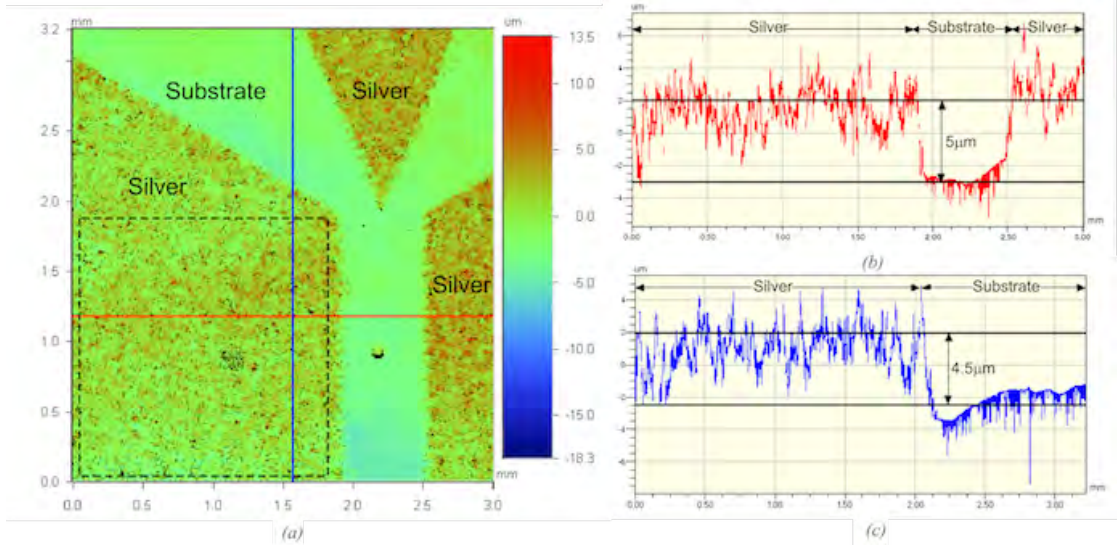 mm
um
3.2
3.0
2.5
2.0
1.5
1.0
0.5
0.0
0.0 0.5 1.0 1.5 2.0 2.5 3.0
mm
Substrate
Silver
Silver
Silver
13.5
10.0
5.0
0.0
-5.0
-10.0
-15.0
-18.3
(a)
um
Silver Substrate Silver
5μm
0.00 0.50 1.00 1.50 2.00 2.50 3.00
mm
(b)
um
Silver Substrate
4.5μm
0.00 0.50 1.00 1.50 2.00 2.50 3.00
mm
(c)